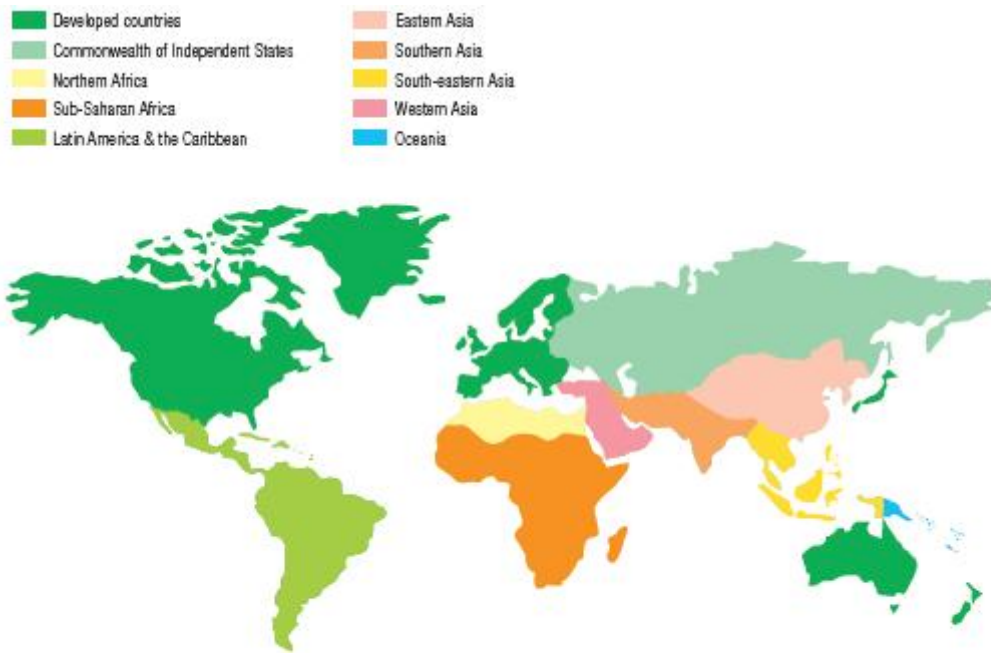 Developed countries
Commonwealth of Independent States
Northern Africa
Sub-Saharan Africa
Latin America & the Caribbean
Eastern Asia
Southern Asia
South-eastern Asia
Western Asia
Oceania